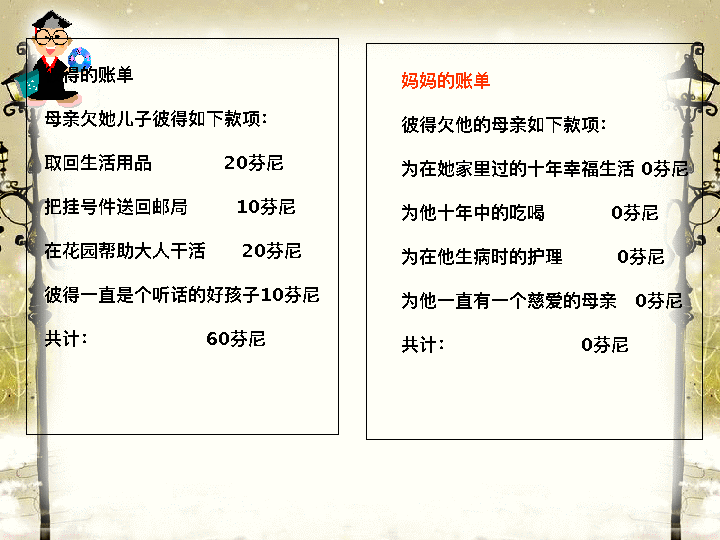 得的账单
母亲欠她儿子彼得如下款项：
取回生活用品 20芬尼
把挂号件送回邮局 10芬尼
在花园帮助大人干活 20芬尼
彼得一直是个听话的好孩子10芬尼
共计： 60芬尼
妈妈的账单
彼得欠他的母亲如下款项：
为在她家里过的十年幸福生活 0芬尼
为他十年中的吃喝 0芬尼
为在他生病时的护理 0芬尼
为他一直有一个慈爱的母亲 0芬尼
共计： 0芬尼